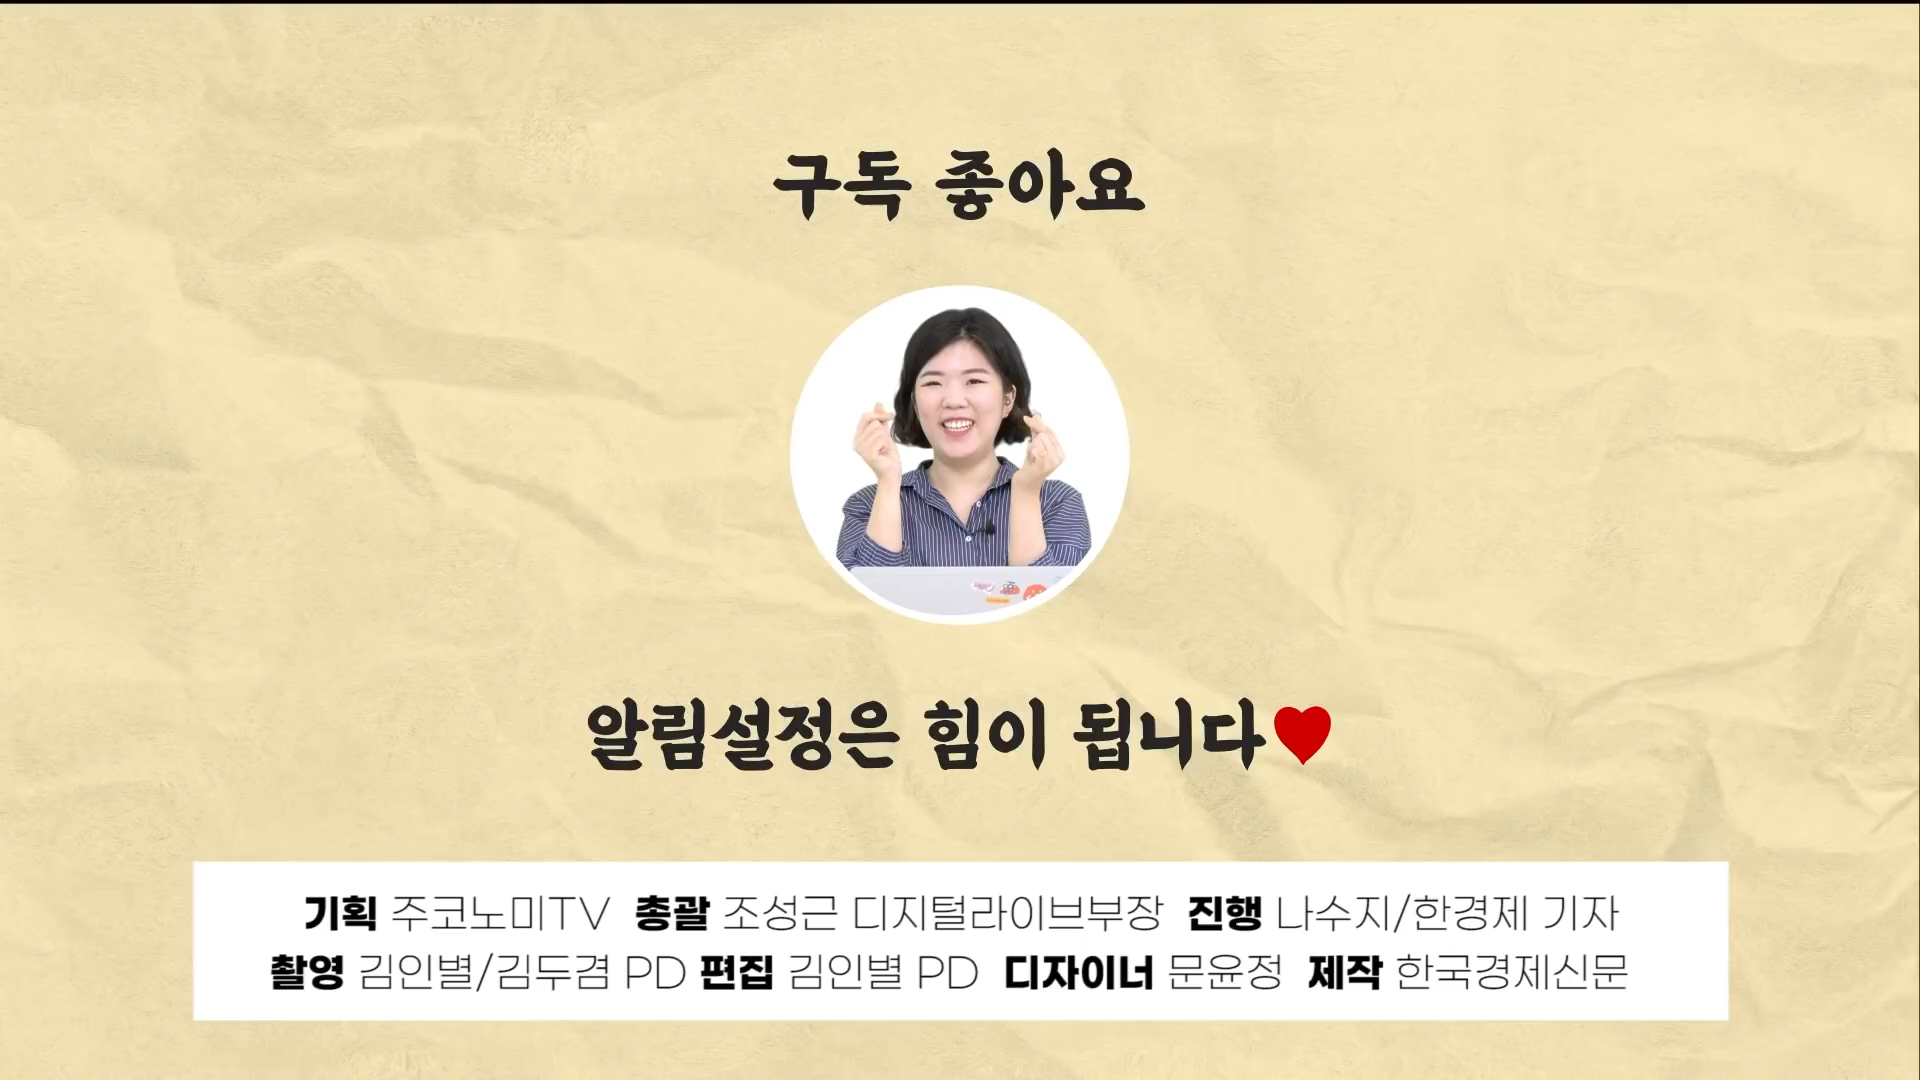 구독 좋아요
알림설정은 힘이 됩니다♥
기획 주코노미TV 총괄 조성근 디지털라이브부장 진행 나수지/한경제 기자
촬영 김인별/김두겸 PD 편집 김인별 PD 디자이너 문윤정 제작 한국경제신문